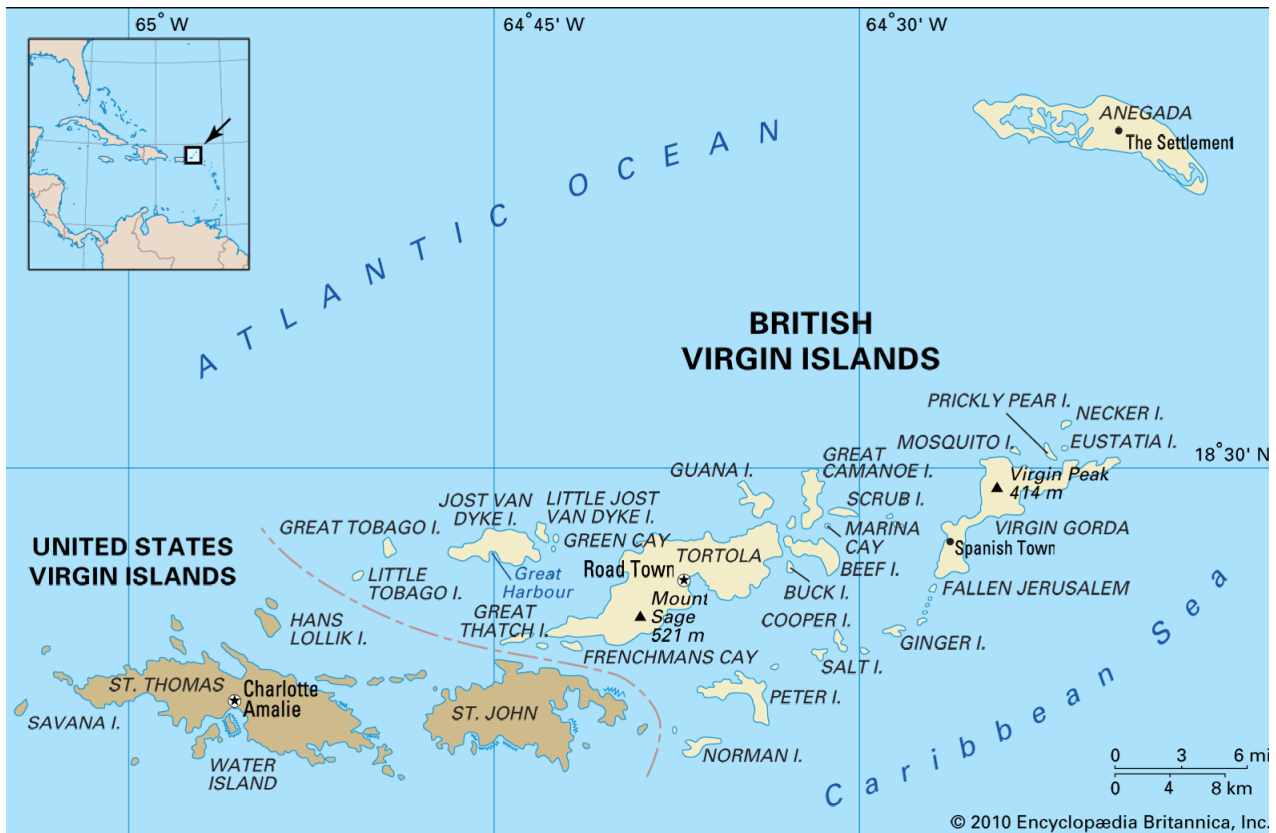 65° W
64°45' W
64°30' W
ANEGADA
The Settlement
ATLANTIC OCEAN
BRITISH
VIRGIN ISLANDS
PRICKLY PEAR I.
NECKER I.
MOSQUITO I.
EUSTATIA I.
18°30' N
GREAT
CAMANOE I.
GUANA I.
Virgin Peak
414 m
SCRUB I.
JOST VAN
DYKE I.
LITTLE JOST
VAN DYKE I.
GREAT TOBAGO I.
GREEN CAY
MARINA
CAY
VIRGIN GORDA
Spanish Town
UNITED STATES
VIRGIN ISLANDS
TORTOLA
Road Town
BEEF I.
LITTLE
TOBAGO I.
Great
Harbour
BUCK I.
FALLEN JERUSALEM
Mount
Sage
521 m
HANS
LOLLIK I.
GREAT
THATCH I.
COOPER I.
GINGER I.
FRENCHMANS CAY
SALT I.
ST. THOMAS
Charlotte
Amalie
ST. JOHN
PETER I.
SAVANA I.
WATER
ISLAND
NORMAN I.
Caribbean Sea
0 3 6 mi
0 4 8 km
© 2010 Encyclopædia Britannica, Inc.